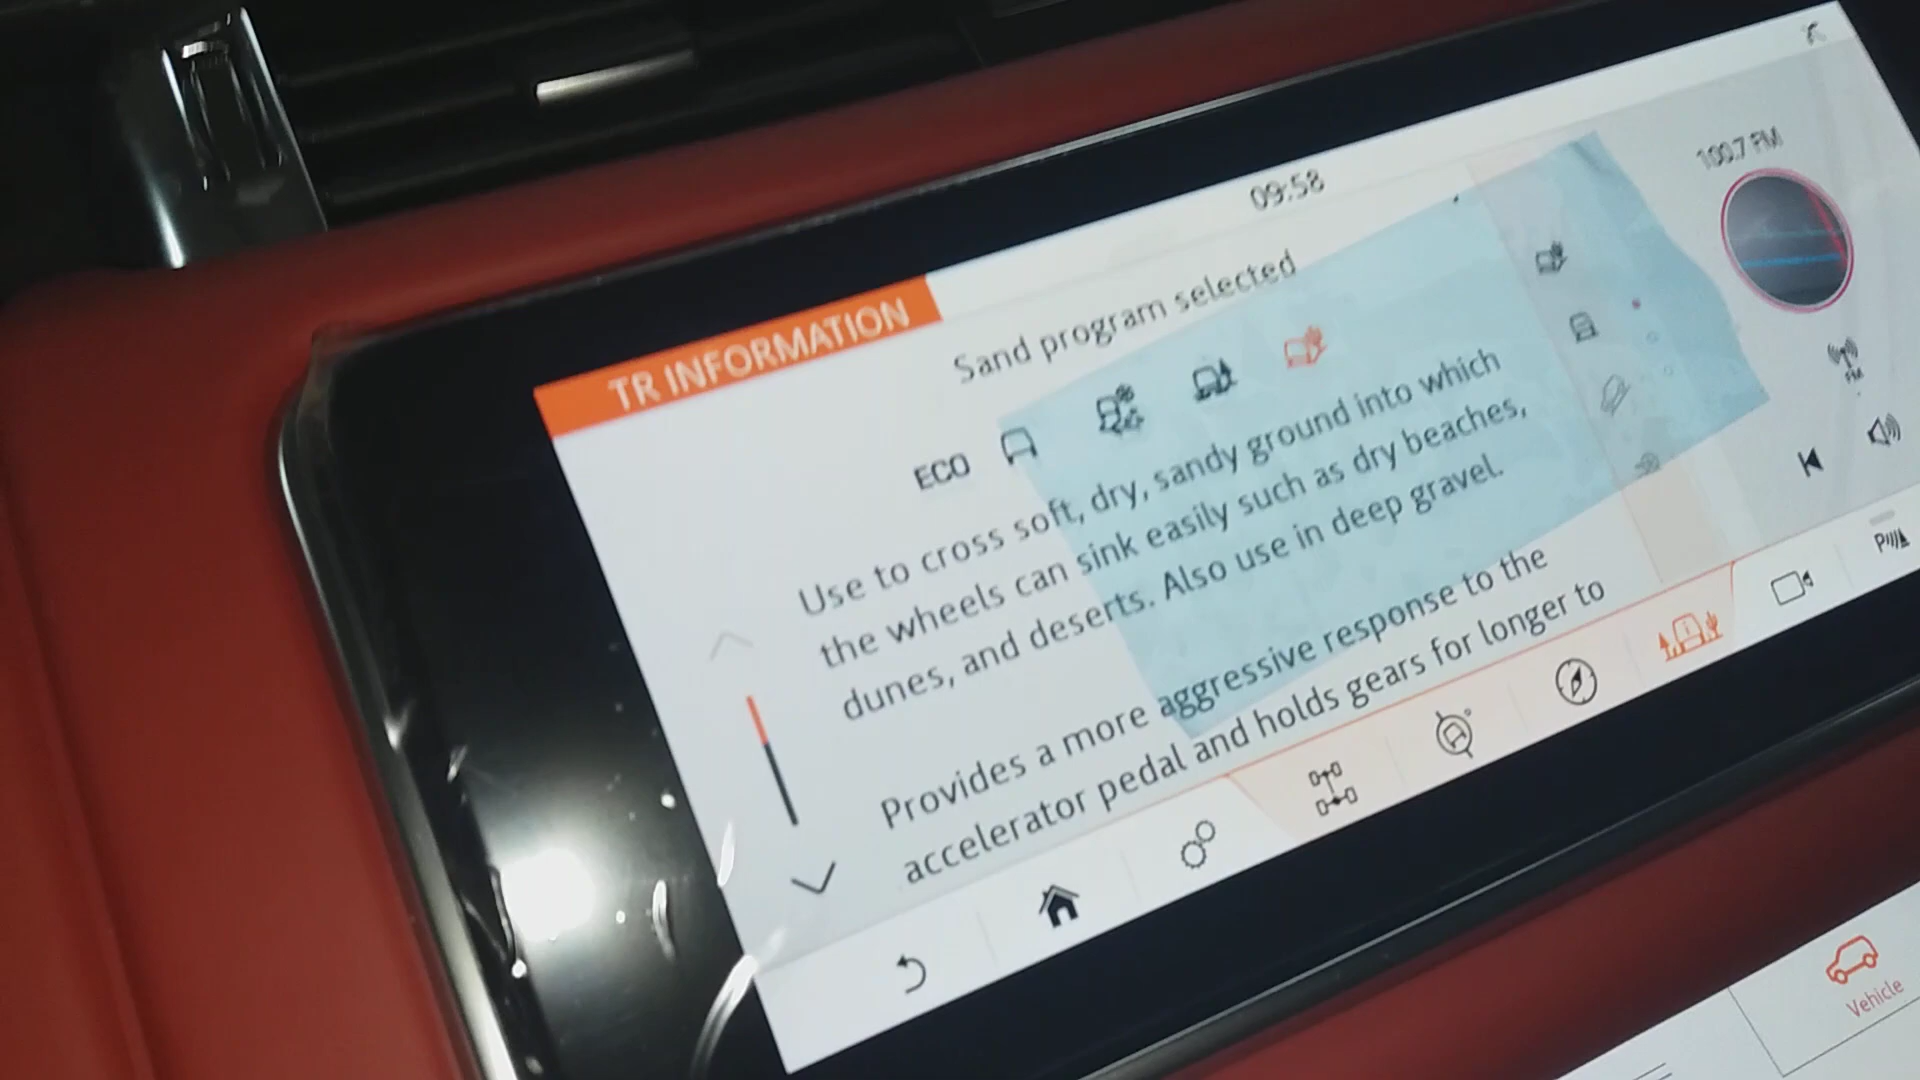 09:58
100.7 FM
TR INFORMATION
Sand program selected
ECO
Use to cross soft, dry, sandy ground into which
the wheels can sink easily such as dry beaches,
dunes, and deserts. Also use in deep gravel.
Provides a more aggressive response to the
accelerator pedal and holds gears for longer to
FM
P
Vehicle